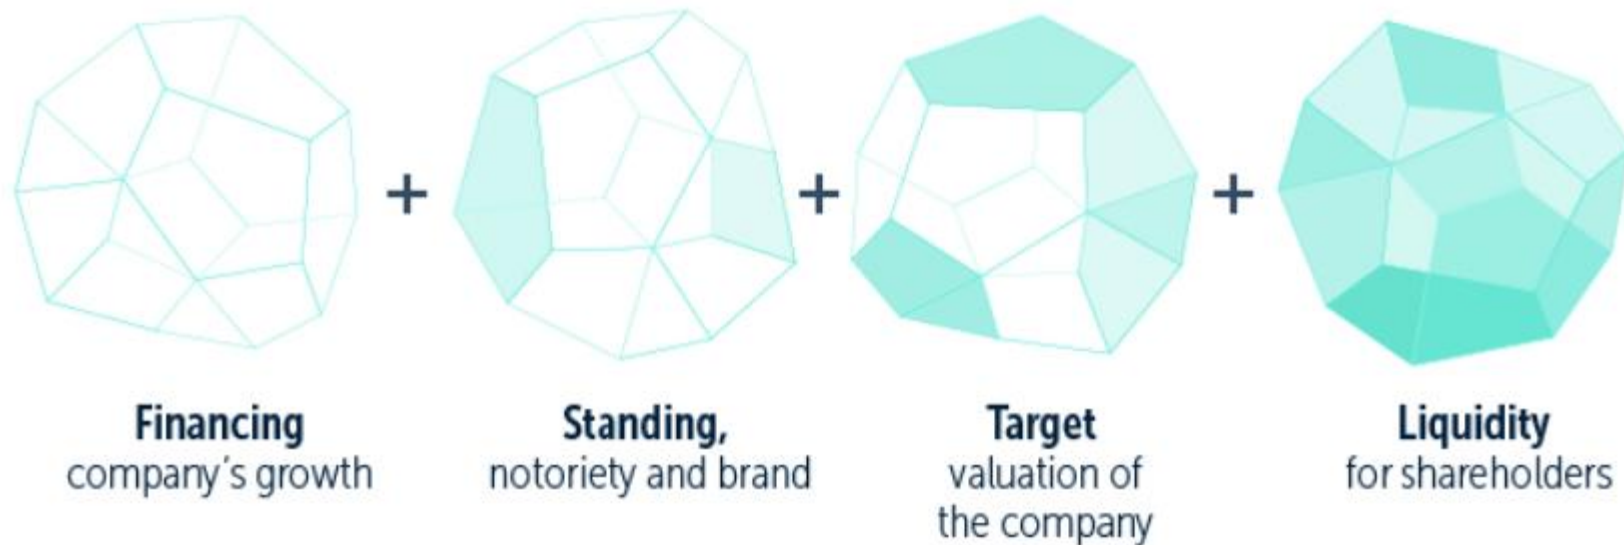 + + +
Financing
company´s growth
Standing,
notoriety and brand
Target
valuation of
the company
Liquidity
for shareholders